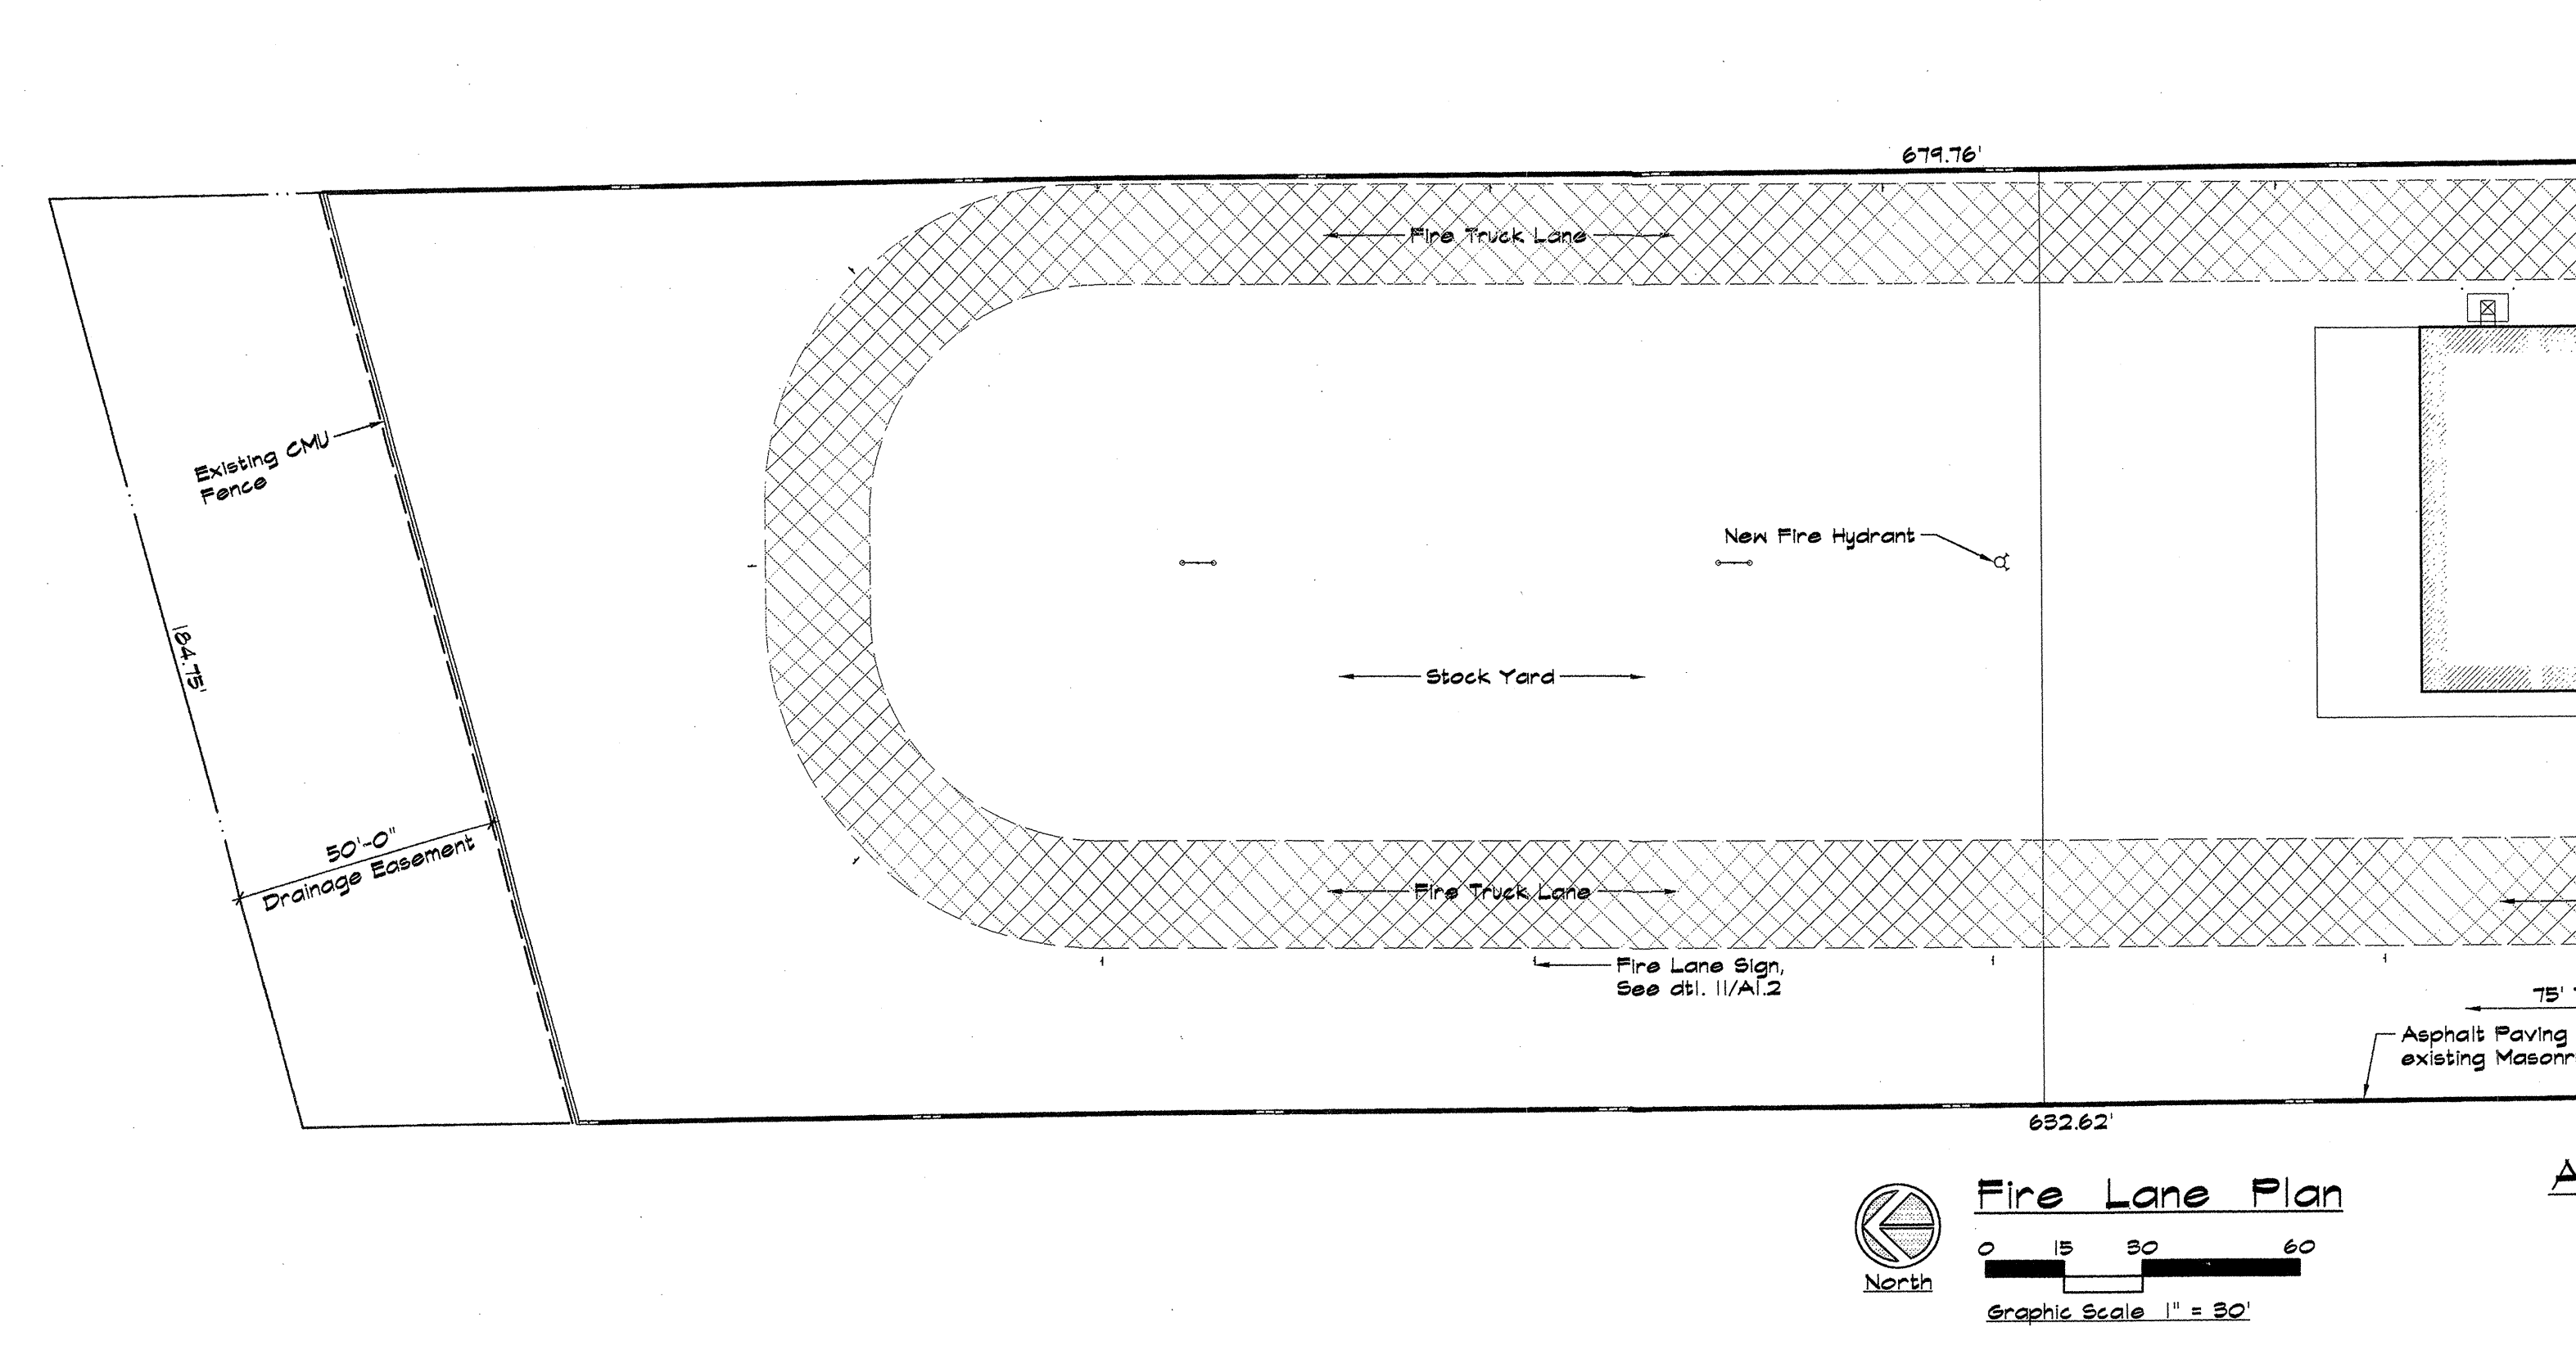 679.76'
Fire Truck Lane
Existing CMU
Fence
New Fire Hydrant
184.75'
Stock Yard
50'-0"
Drainage Easement
Fire Truck Lane
Fire Lane Sign,
See dtl. 11/A1.2
75'
Asphalt Paving
existing
632.62'
Fire Lane Plan
0 15 30 60
North
Graphic Scale 1" = 30'